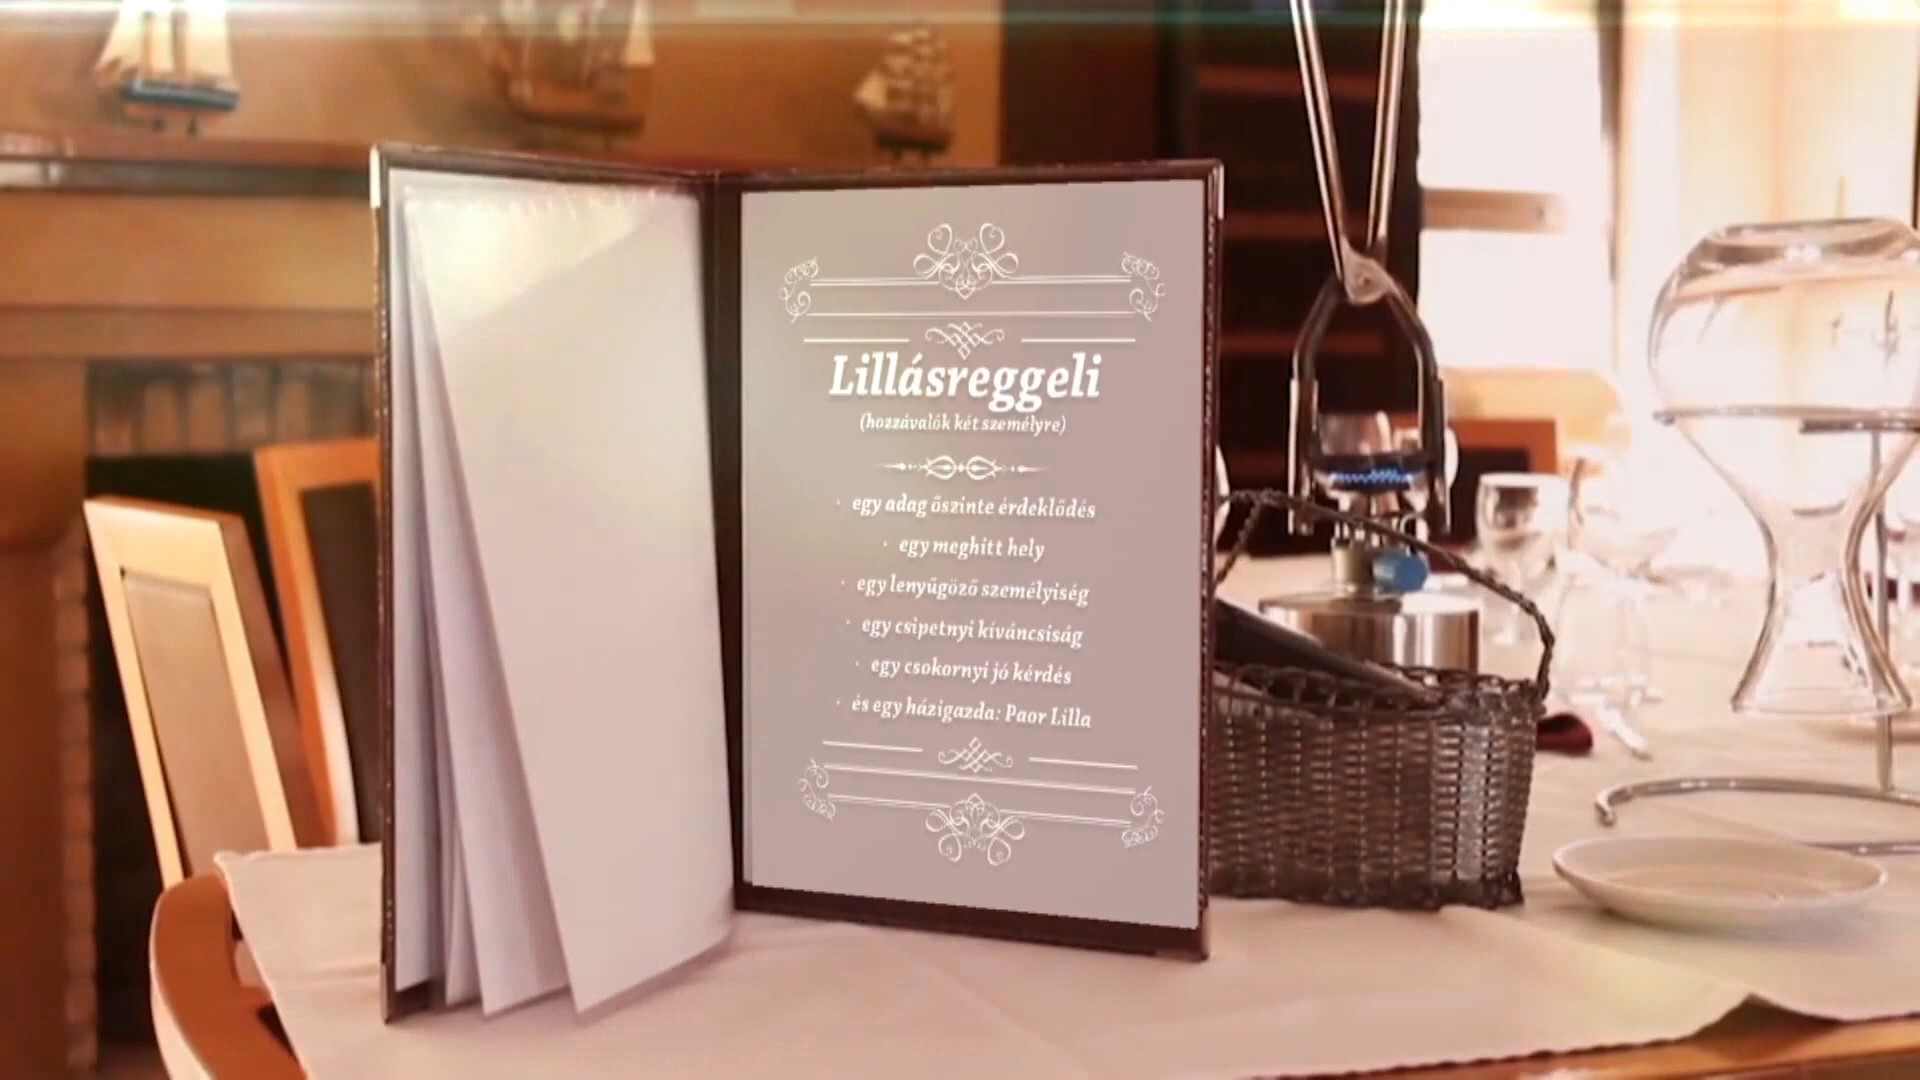 Lillásreggeli
(hozzávalók két személyre)
· egy adag őszinte érdeklődés
· egy meghitt hely
· egy lenyűgöző személyiség
· egy csipetnyi kíváncsiság
· egy csokornyi jó kérdés
· és egy házigazda: Paor Lilla